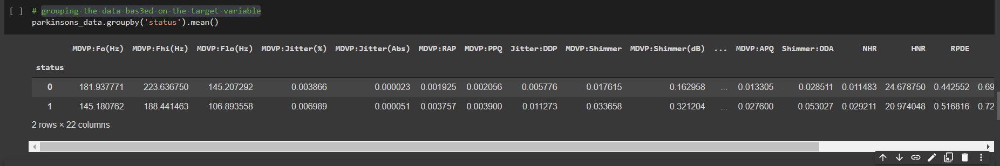 [ ] # grouping the data bas3ed on the target variable
parkinsons_data.groupby('status').mean()
MDVP:Fo(Hz) MDVP:Fhi(Hz) MDVP:Flo(Hz) MDVP:Jitter(%) MDVP:Jitter(Abs) MDVP:RAP MDVP:PPQ Jitter:DDP MDVP:Shimmer MDVP:Shimmer(dB) ... MDVP:APQ Shimmer:DDA NHR HNR RPDE
status
0 181.937771 223.636750 145.207292 0.003866 0.000023 0.001925 0.002056 0.005776 0.017615 0.162958 ... 0.013305 0.028511 0.011483 24.678750 0.442552 0.69
1 145.180762 188.441463 106.893558 0.006989 0.000051 0.003757 0.003900 0.011273 0.033658 0.321204 ... 0.027600 0.053027 0.029211 20.974048 0.516816 0.72
2 rows × 22 columns